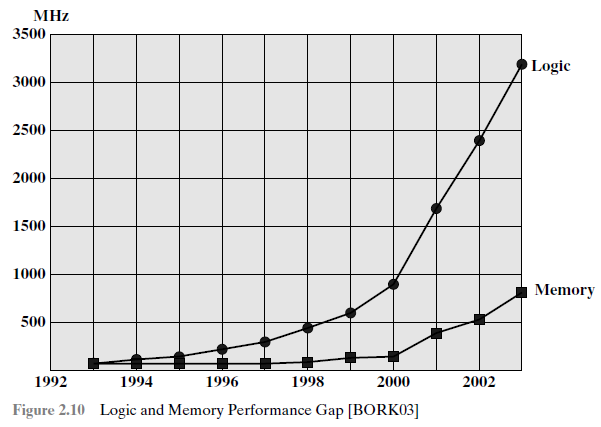 MHz
3500
Logic
3000
2500
2000
1500
1000
Memory
500
1992 1994 1996 1998 2000 2002
Figure 2.10 Logic and Memory Performance Gap [BORK03]